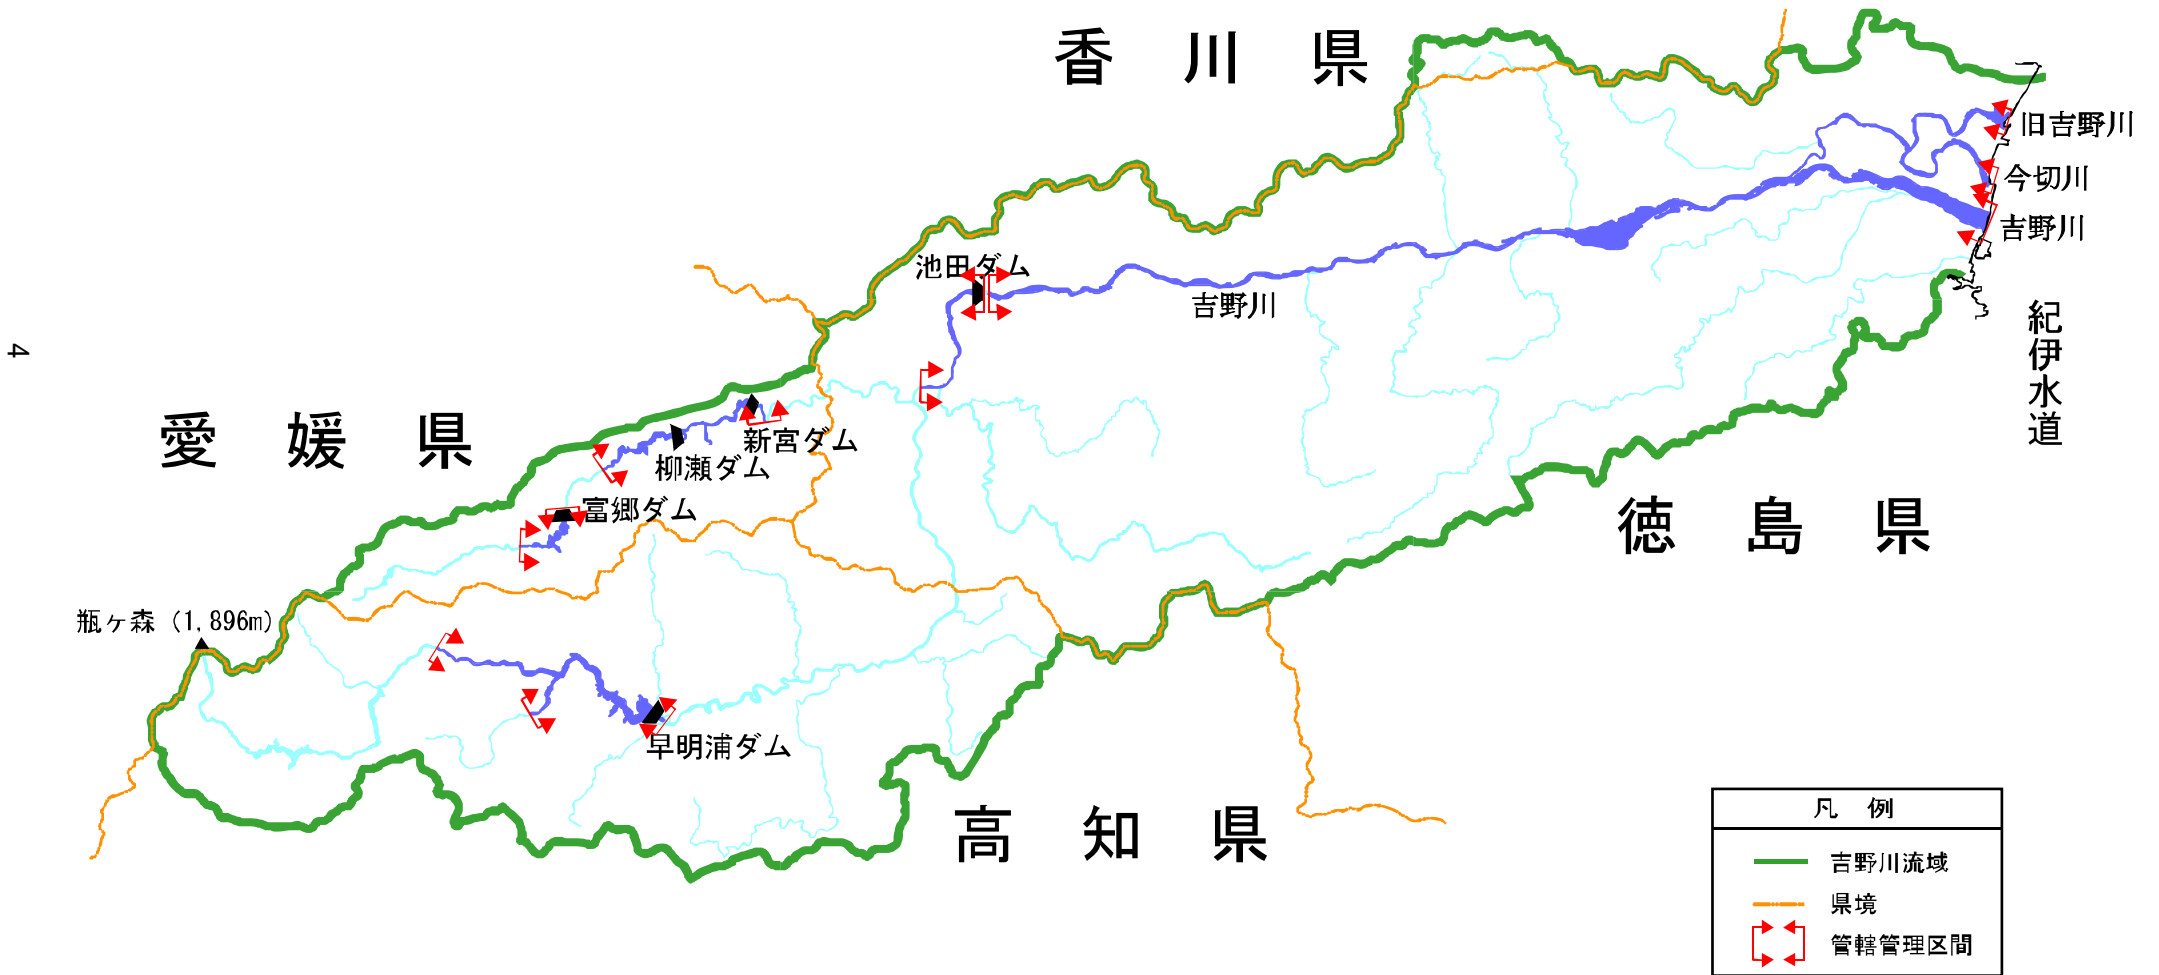 香川県
旧吉野川
今切川
吉野川
池田ダム
吉野川
紀伊水道
4
愛媛県
新宮ダム
柳瀬ダム
富郷ダム
徳島県
瓶ヶ森（1,896m）
早明浦ダム
高知県
凡例
吉野川流域
県境
管轄管理区間